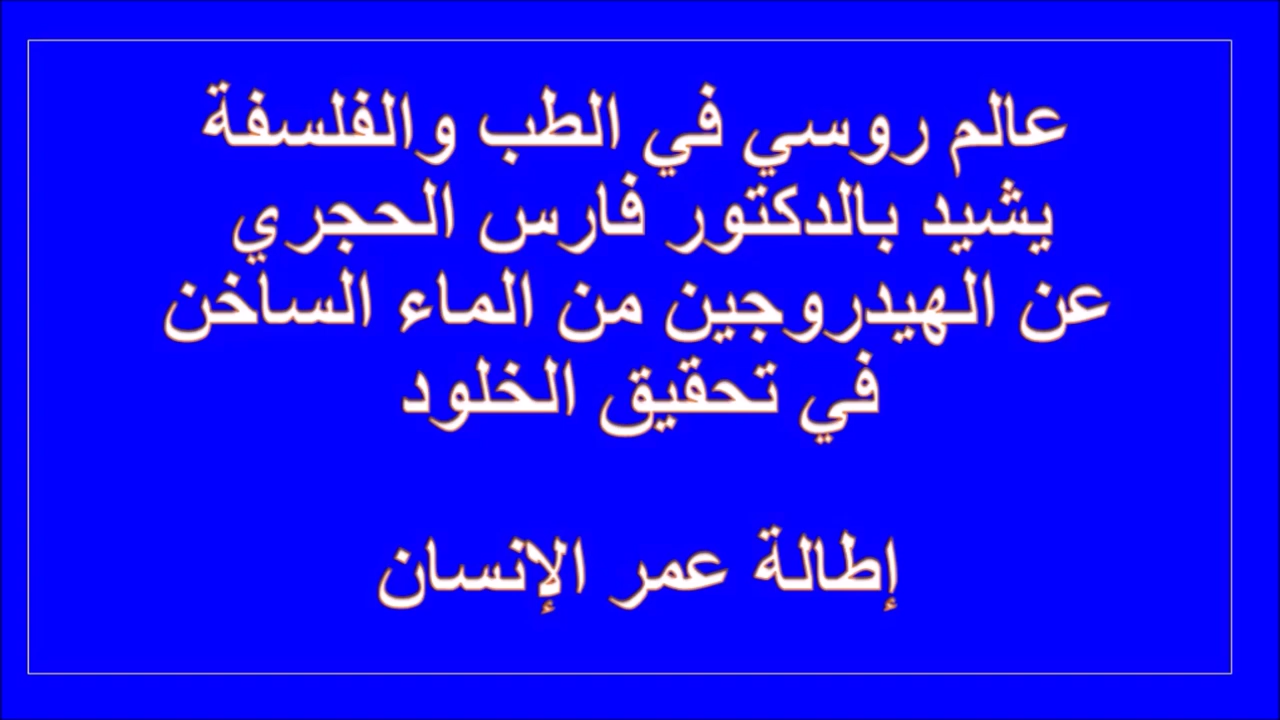 عالم روسي في الطب والفلسفة
يشيد بالدكتور فارس الحجري
عن الهيدروجين من الماء الساخن
في تحقيق الخلود
إطالة عمر الإنسان